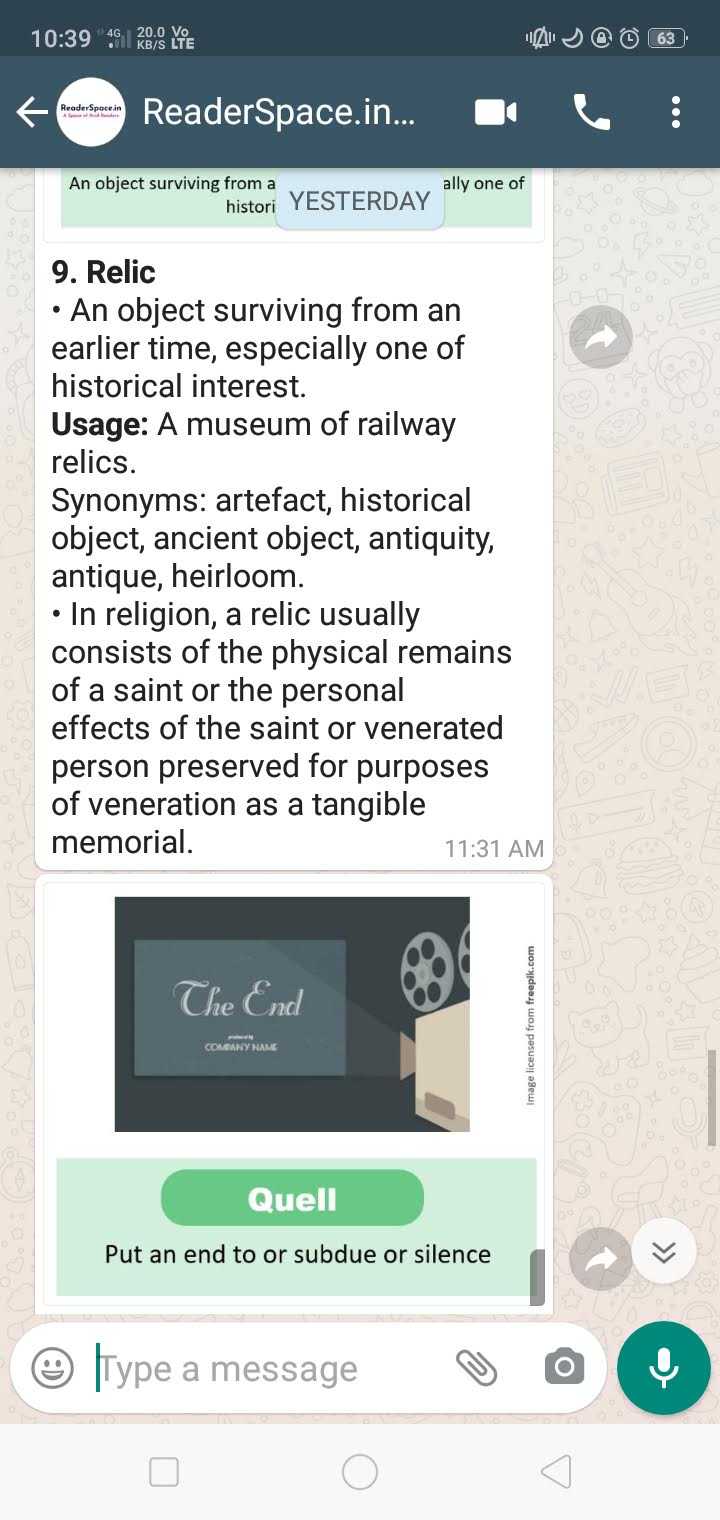 10:39 4G 20.0 KB/S Vo LTE 63
ReaderSpace.in
A Space of Avid Readers
ReaderSpace.in...
An object surviving from a ally one of
histori
YESTERDAY
9. Relic
• An object surviving from an
earlier time, especially one of
historical interest.
Usage: A museum of railway
relics.
Synonyms: artefact, historical
object, ancient object, antiquity,
antique, heirloom.
• In religion, a relic usually
consists of the physical remains
of a saint or the personal
effects of the saint or venerated
person preserved for purposes
of veneration as a tangible
memorial.
11:31 AM
The End
produced by
COMPANY NAME
Image licensed from freepik.com
Quell
Put an end to or subdue or silence
Type a message